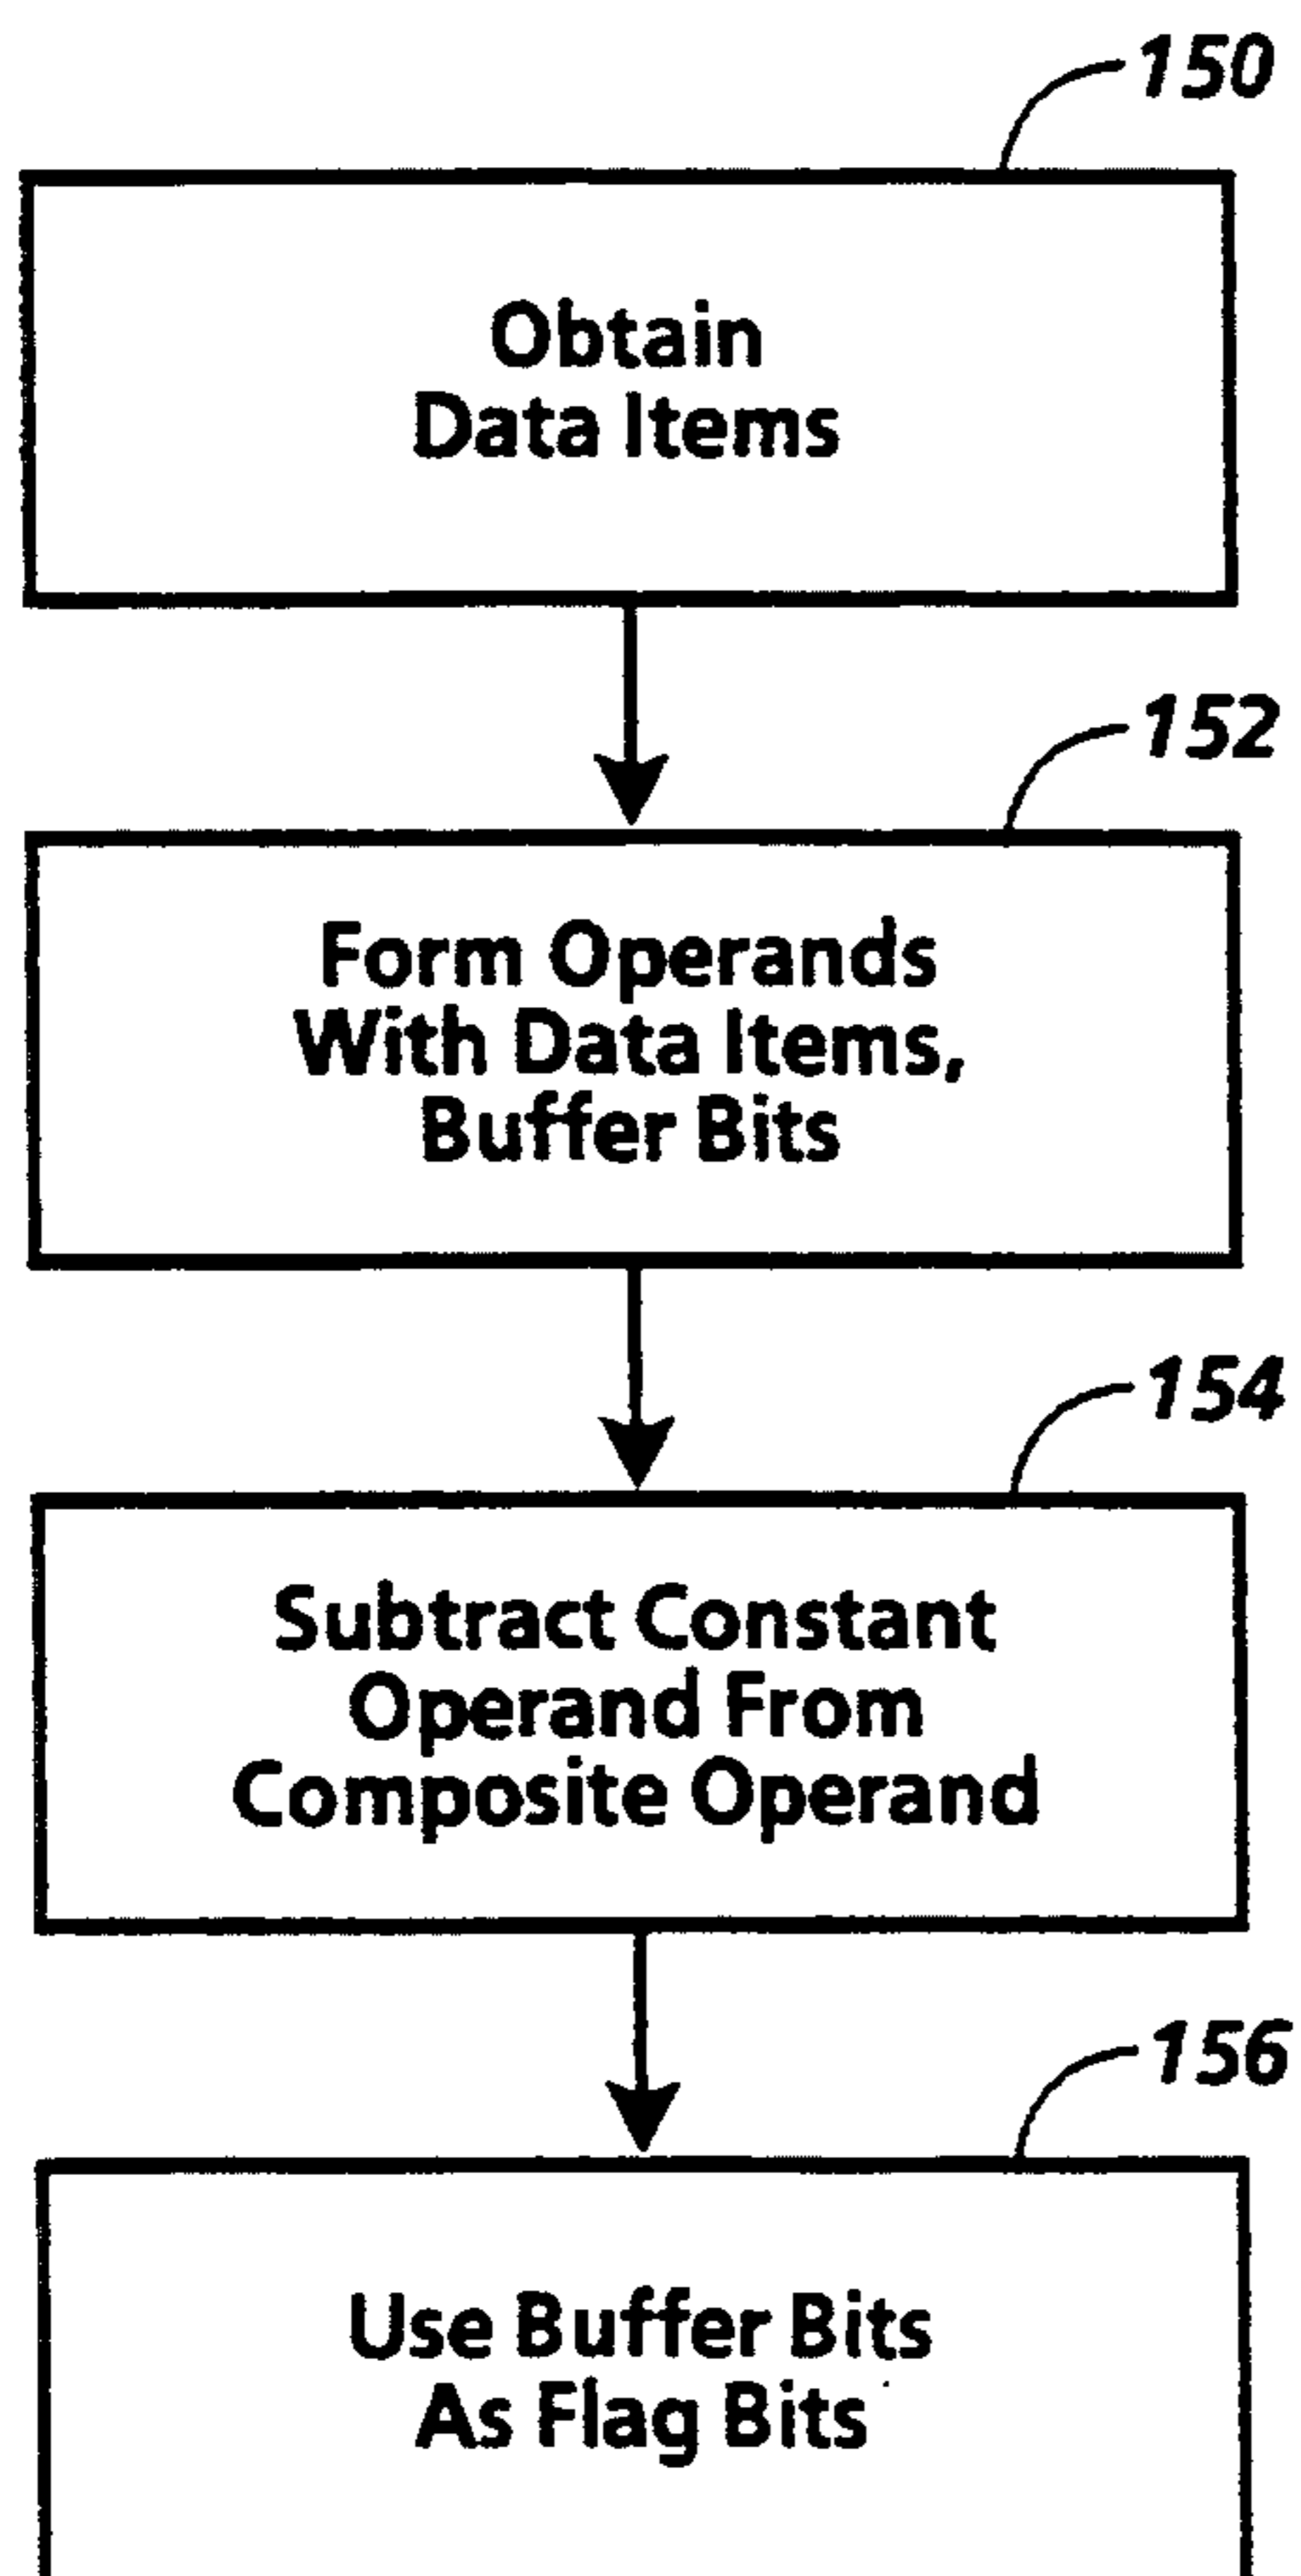 150
Obtain
Data Items
152
Form Operands
With Data Items,
Buffer Bits
154
Subtract Constant
Operand From
Composite Operand
156
Use Buffer Bits
As Flag Bits